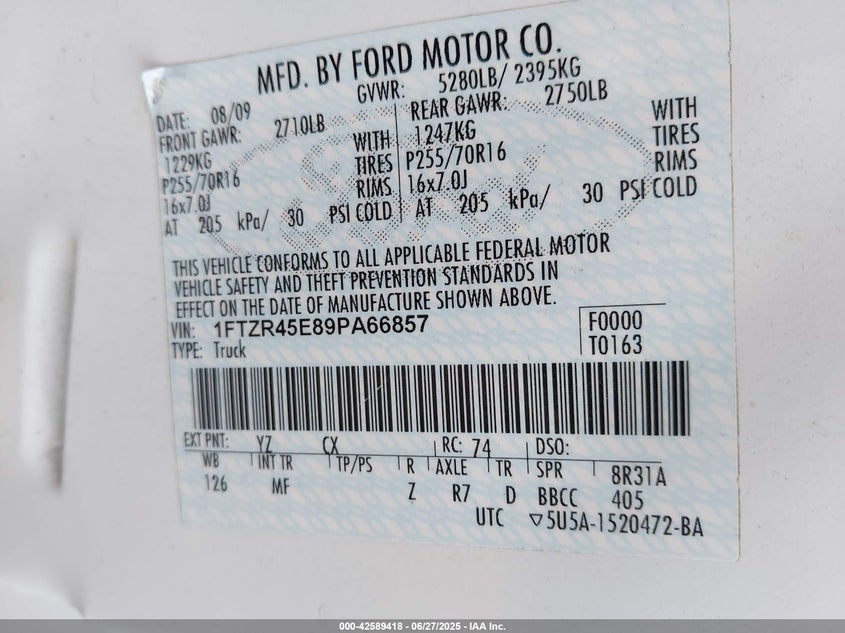 MFD. BY FORD MOTOR CO.
DATE: 08/09 GVWR: 5280LB/ 2395KG
FRONT GAWR: 2710LB REAR GAWR: 2750LB
1229KG WITH 1247KG WITH
P255/70R16 TIRES P255/70R16 TIRES
16x7.0J RIMS 16x7.0J RIMS
AT 205 kPa/ 30 PSI COLD AT 205 kPa/ 30 PSI COLD
THIS VEHICLE CONFORMS TO ALL APPLICABLE FEDERAL MOTOR
VEHICLE SAFETY AND THEFT PREVENTION STANDARDS IN
EFFECT ON THE DATE OF MANUFACTURE SHOWN ABOVE.
VIN: 1FTZR45E89PA66857 F0000
TYPE: Truck T0163
EXT PNT: YZ CX RC: 74 DSO:
WB INT TR TP/PS R AXLE TR SPR 8R31A
126 MF Z R7 D BBCC 405
UTC ▽5U5A-1520472-BA
000-42589418 - 06/27/2025 - IAA Inc.